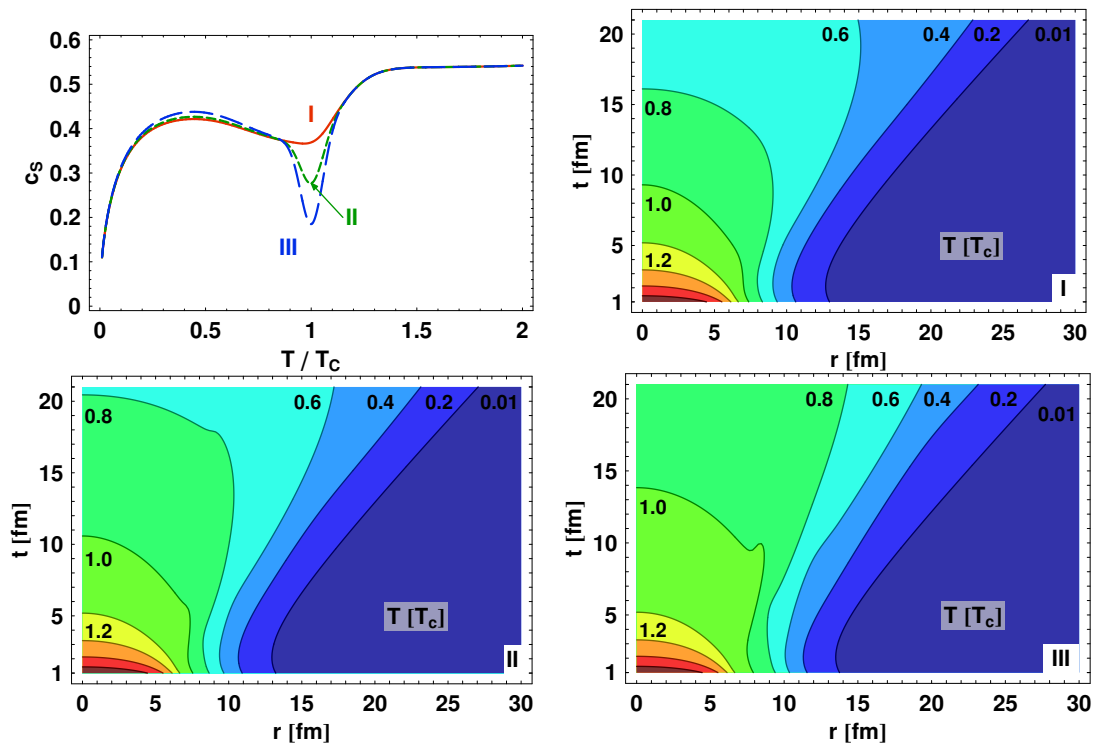 0.6
0.5
0.4
0.3
0.2
0.1
0
c_S
I
II
III
0 0.5 1 1.5 2
T / T_C
20
15
10
5
1
t [fm]
0.6 0.4 0.2 0.01
0.8
1.0
1.2
T [T_c]
I
0 5 10 15 20 25 30
r [fm]
20
15
10
5
1
t [fm]
0.8 0.6 0.4 0.2 0.01
1.0
1.2
T [T_c]
II
0 5 10 15 20 25 30
r [fm]
20
15
10
5
1
t [fm]
0.8 0.6 0.4 0.2
0.01
1.0
1.2
T [T_c]
III
0 5 10 15 20 25 30
r [fm]